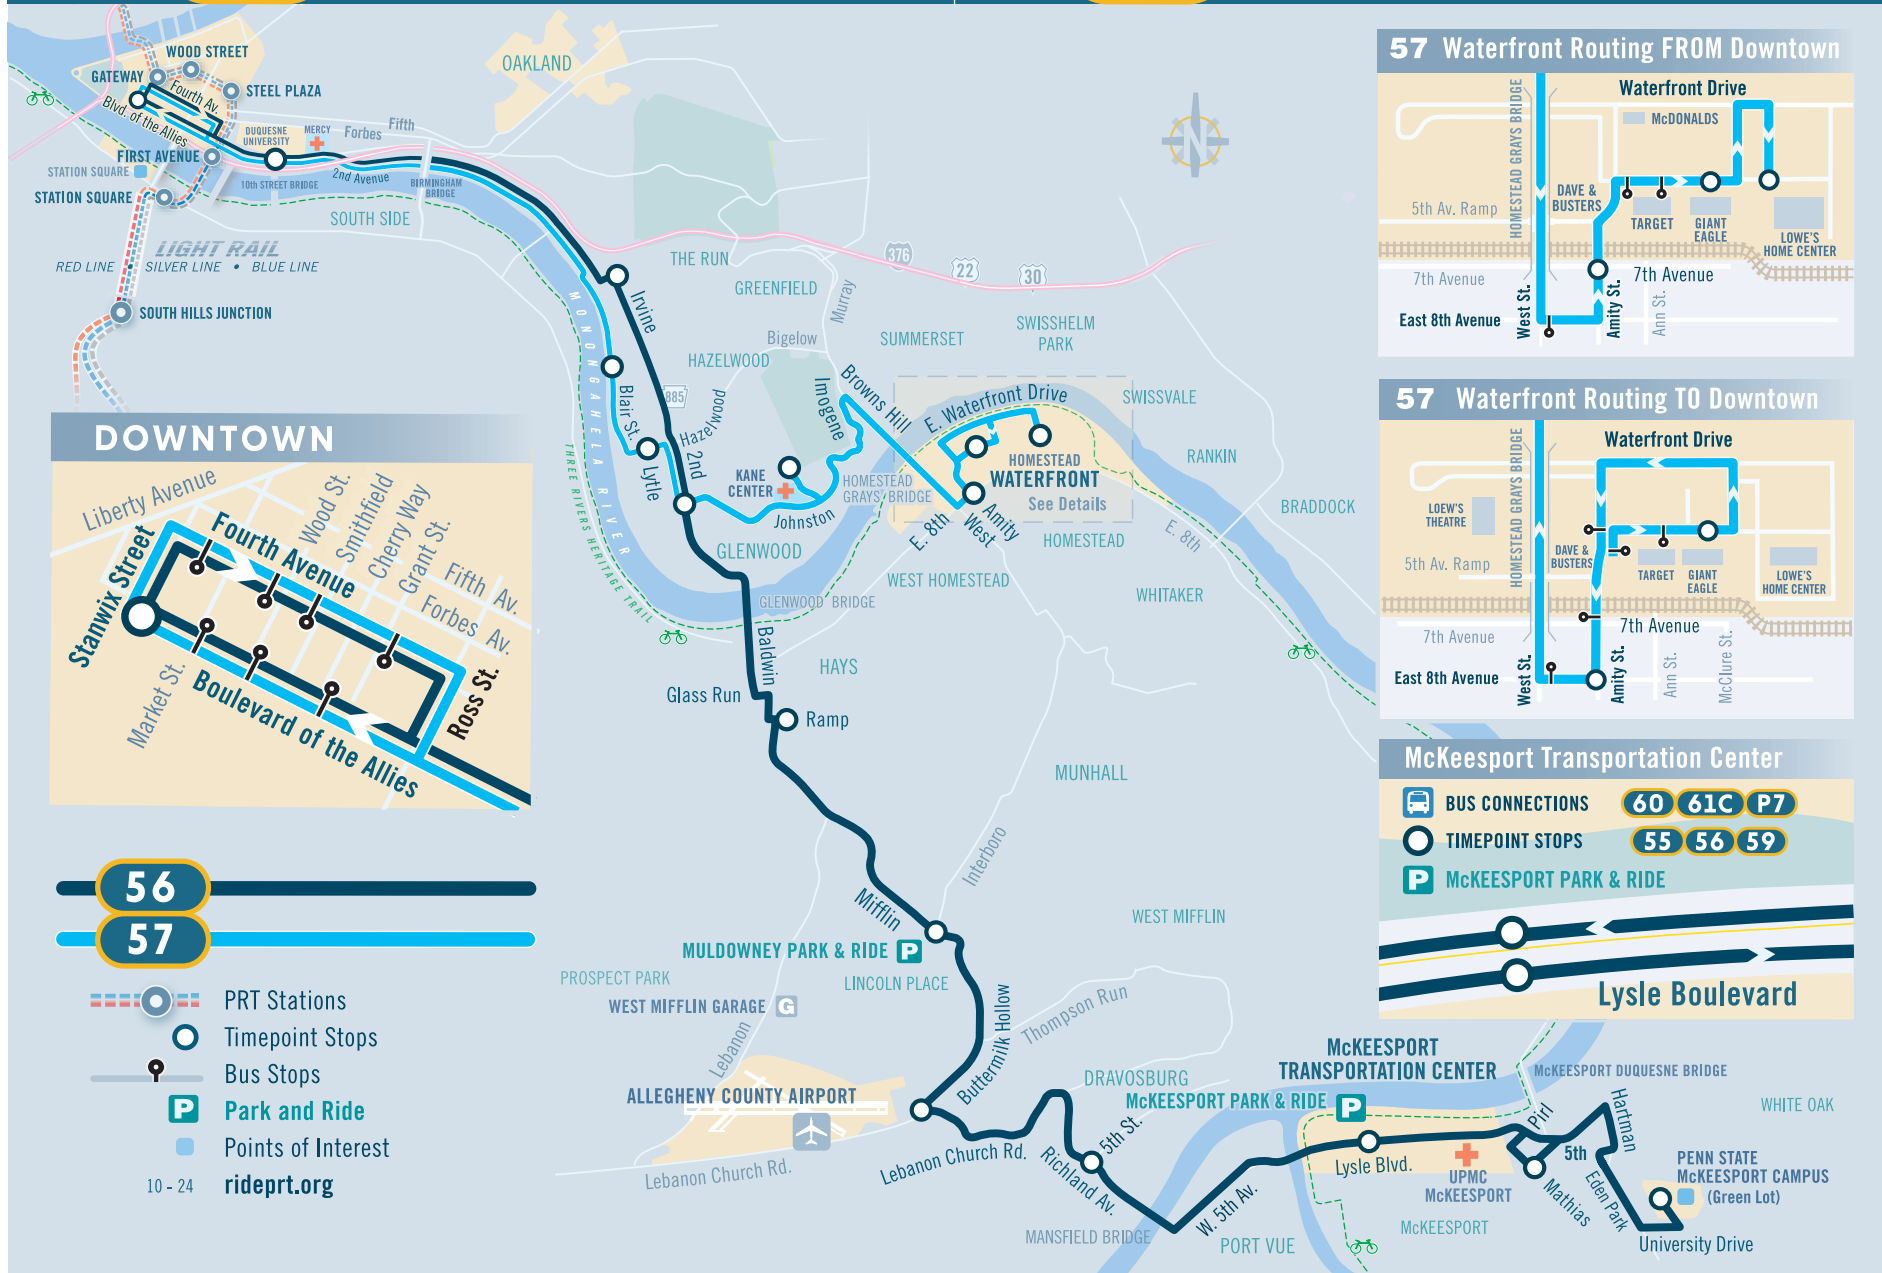 WOOD STREET
GATEWAY
STEEL PLAZA
Fourth Av.
Blvd. of the Allies
DUQUESNE
UNIVERSITY
MERCY
Forbes
Fifth
FIRST AVENUE
STATION SQUARE
STATION SQUARE
10th STREET BRIDGE
2nd Avenue
BIRMINGHAM
BRIDGE
SOUTH SIDE
LIGHT RAIL
RED LINE • SILVER LINE • BLUE LINE
SOUTH HILLS JUNCTION
OAKLAND
N
THE RUN
GREENFIELD
376
22
30
Murray
Bigelow
SUMMERSET
SWISSHELM
PARK
HAZELWOOD
Irvine
MONONGAHELA RIVER
THREE RIVERS HERITAGE TRAIL
885
Blair St.
Hazelwood
Lytle
2nd
Imogene
Browns Hill
E. Waterfront Drive
SWISSVALE
KANE
CENTER
HOMESTEAD
GRAYS BRIDGE
HOMESTEAD
WATERFRONT
See Details
RANKIN
BRADDOCK
Johnston
E. 8th
West
Amity
HOMESTEAD
E. 8th
GLENWOOD
WEST HOMESTEAD
WHITAKER
GLENWOOD BRIDGE
Baldwin
HAYS
Glass Run
Ramp
MUNHALL
Interboro
Mifflin
WEST MIFFLIN
MULDOWNEY PARK & RIDE P
LINCOLN PLACE
PROSPECT PARK
WEST MIFFLIN GARAGE G
Lebanon
Buttermilk Hollow
Thompson Run
ALLEGHENY COUNTY AIRPORT
Lebanon Church Rd.
Lebanon Church Rd.
DRAVOSBURG
5th St.
Richland Av.
MANSFIELD BRIDGE
W. 5th Av.
PORT VUE
McKEESPORT
TRANSPORTATION CENTER
McKEESPORT PARK & RIDE P
Lysle Blvd.
UPMC
McKEESPORT
McKEESPORT
McKEESPORT DUQUESNE BRIDGE
WHITE OAK
Pirl
5th
Mathias
Hartman
Eden Park
PENN STATE
McKEESPORT CAMPUS
(Green Lot)
University Drive
DOWNTOWN
Liberty Avenue
Stanwix Street
Fourth Avenue
Wood St.
Smithfield
Cherry Way
Grant St.
Fifth Av.
Forbes Av.
Market St.
Boulevard of the Allies
Ross St.
56
57
PRT Stations
Timepoint Stops
Bus Stops
P Park and Ride
Points of Interest
10 - 24 rideprt.org
57 Waterfront Routing FROM Downtown
HOMESTEAD GRAYS BRIDGE
Waterfront Drive
McDONALDS
DAVE &
BUSTERS
5th Av. Ramp
TARGET
GIANT
EAGLE
LOWE'S
HOME CENTER
7th Avenue
7th Avenue
West St.
Amity St.
Ann St.
East 8th Avenue
57 Waterfront Routing TO Downtown
HOMESTEAD GRAYS BRIDGE
Waterfront Drive
LOEW'S
THEATRE
DAVE &
BUSTERS
5th Av. Ramp
TARGET
GIANT
EAGLE
LOWE'S
HOME CENTER
7th Avenue
7th Avenue
East 8th Avenue
West St.
Amity St.
Ann St.
McClure St.
McKeesport Transportation Center
BUS CONNECTIONS 60 61C P7
TIMEPOINT STOPS 55 56 59
P McKEESPORT PARK & RIDE
Lysle Boulevard